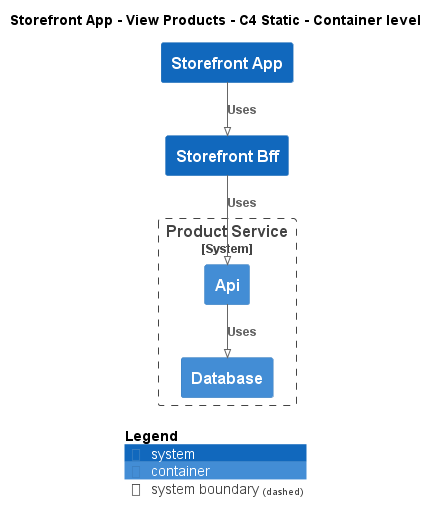 Storefront App - View Products - C4 Static - Container level
Storefront App
Uses
Storefront Bff
Uses
Product Service
[System]
Api
Uses
Database
Legend
system
container
system boundary (dashed)